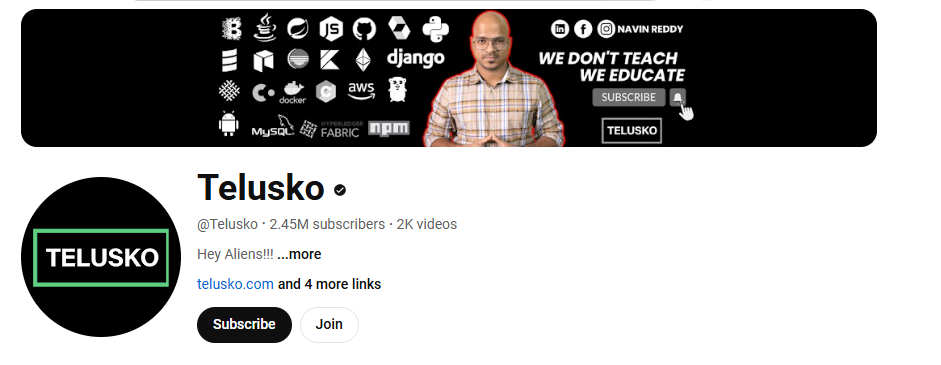 NAVIN REDDY
WE DON'T TEACH
WE EDUCATE
SUBSCRIBE
TELUSKO
JS
django
docker
aws
MySQL
HYPERLEDGER
FABRIC
npm
Telusko
@Telusko · 2.45M subscribers · 2K videos
Hey Aliens!!! ...more
telusko.com and 4 more links
Subscribe
Join
TELUSKO